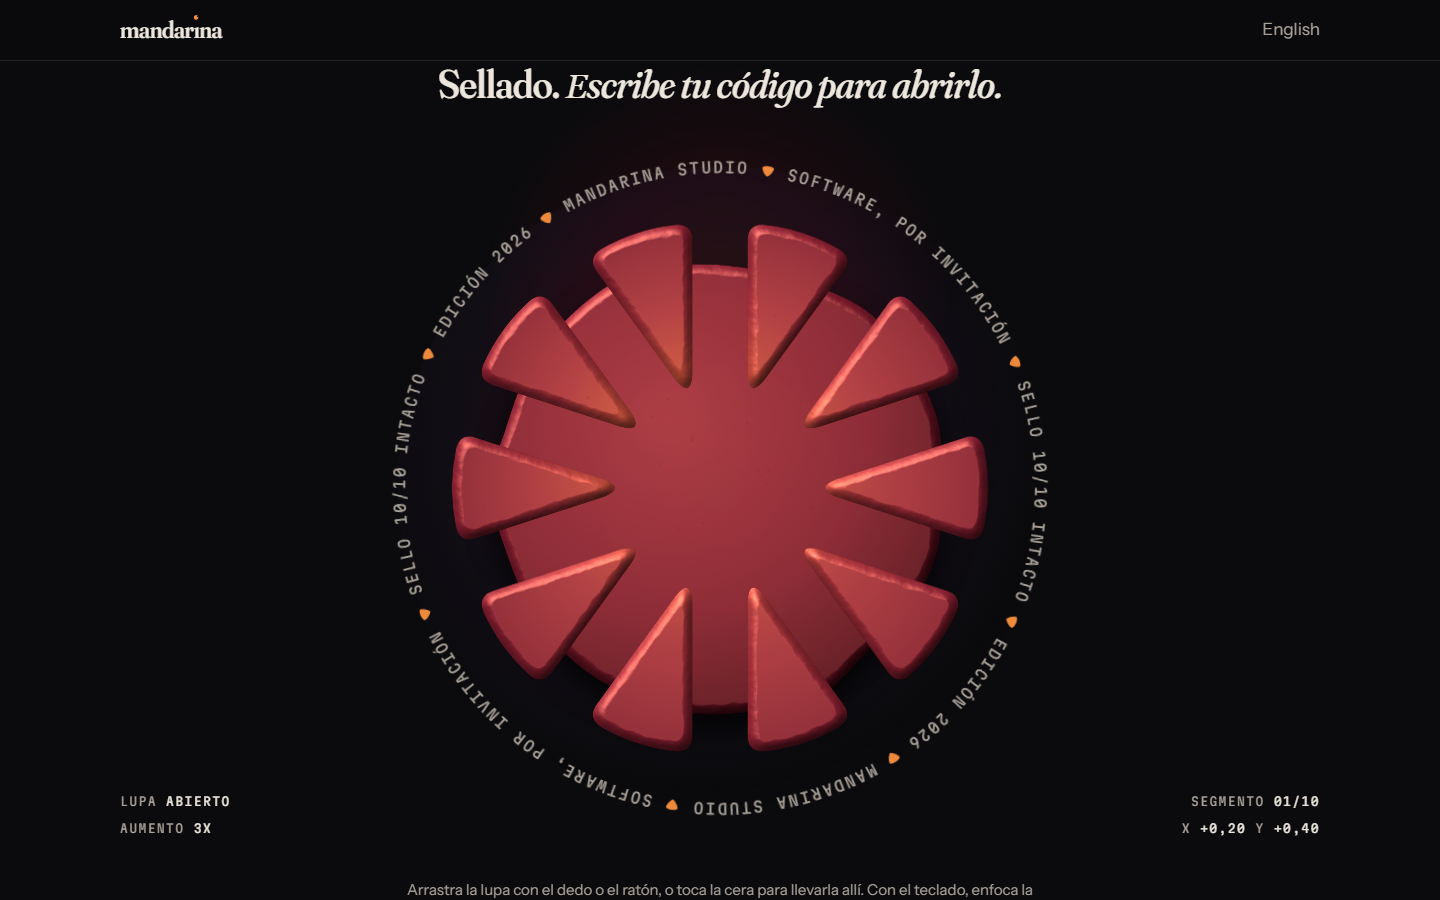 mandarina
English
Sellado. Escribe tu código para abrirlo.
MANDARINA STUDIO
SOFTWARE, POR INVITACIÓN
SELLO 10/10 INTACTO
EDICIÓN 2026
MANDARINA STUDIO
SOFTWARE, POR INVITACIÓN
SELLO 10/10 INTACTO
EDICIÓN 2026
LUPA ABIERTO
AUMENTO 3X
SEGMENTO 01/10
X +0,20 Y +0,40
Arrastra la lupa con el dedo o el ratón, o toca la cera para llevarla allí. Con el teclado, enfoca la